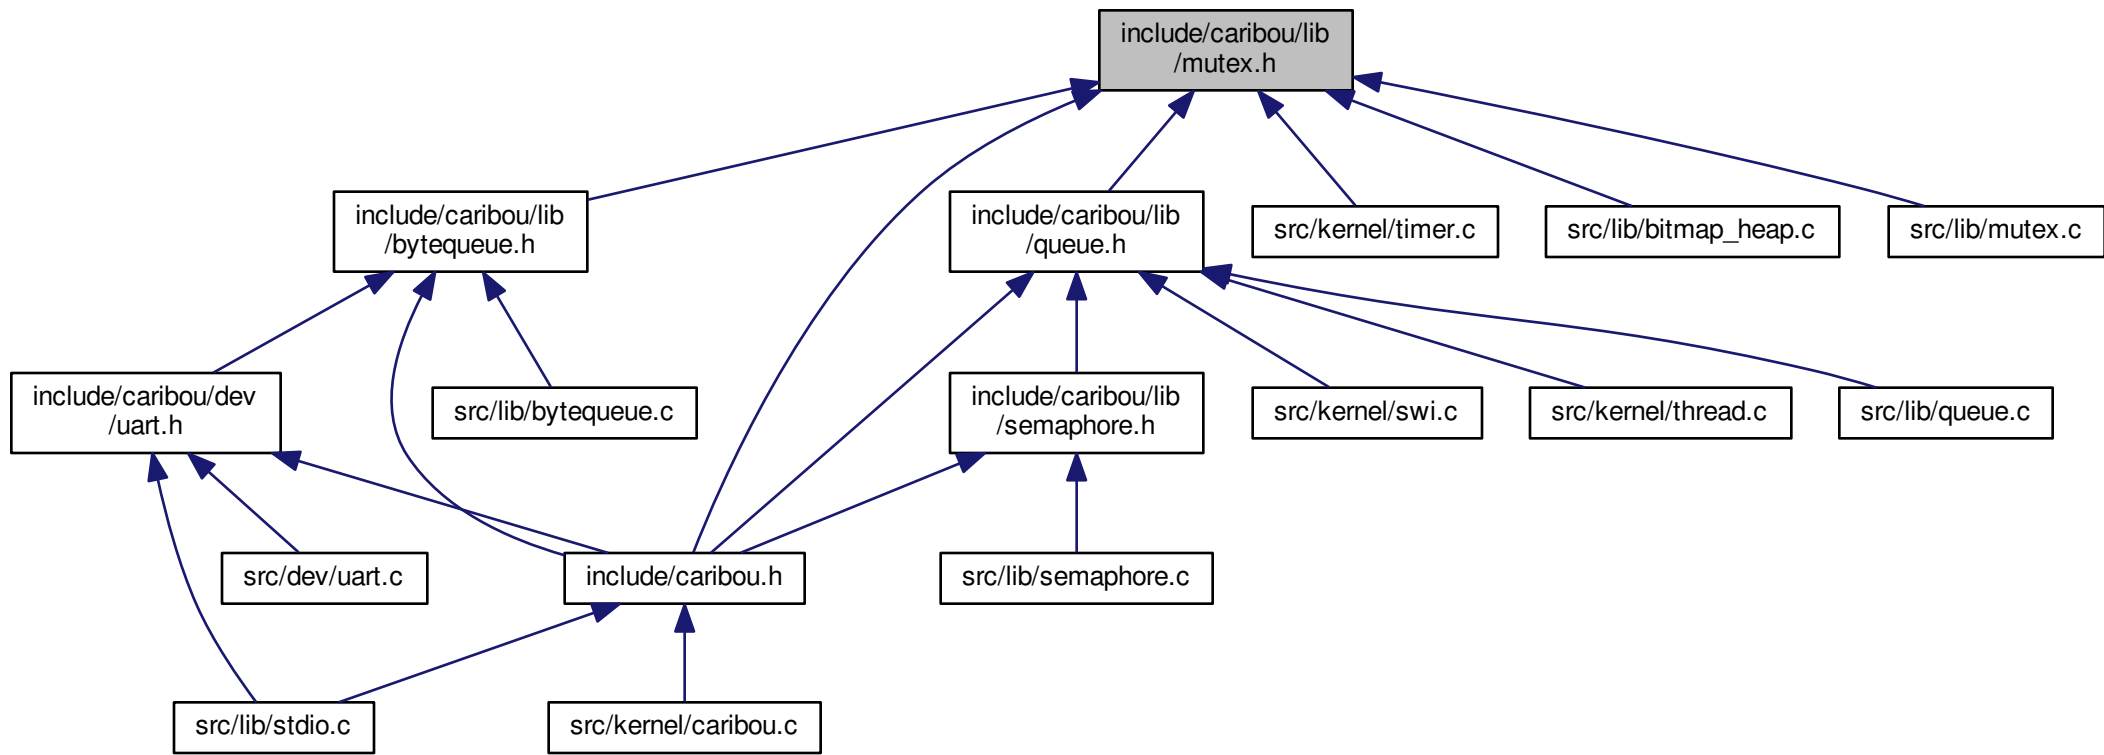 include/caribou/lib
/mutex.h
include/caribou/lib
/bytequeue.h
include/caribou/lib
/queue.h
src/kernel/timer.c
src/lib/bitmap_heap.c
src/lib/mutex.c
include/caribou/dev
/uart.h
src/lib/bytequeue.c
include/caribou/lib
/semaphore.h
src/kernel/swi.c
src/kernel/thread.c
src/lib/queue.c
src/dev/uart.c
include/caribou.h
src/lib/semaphore.c
src/lib/stdio.c
src/kernel/caribou.c